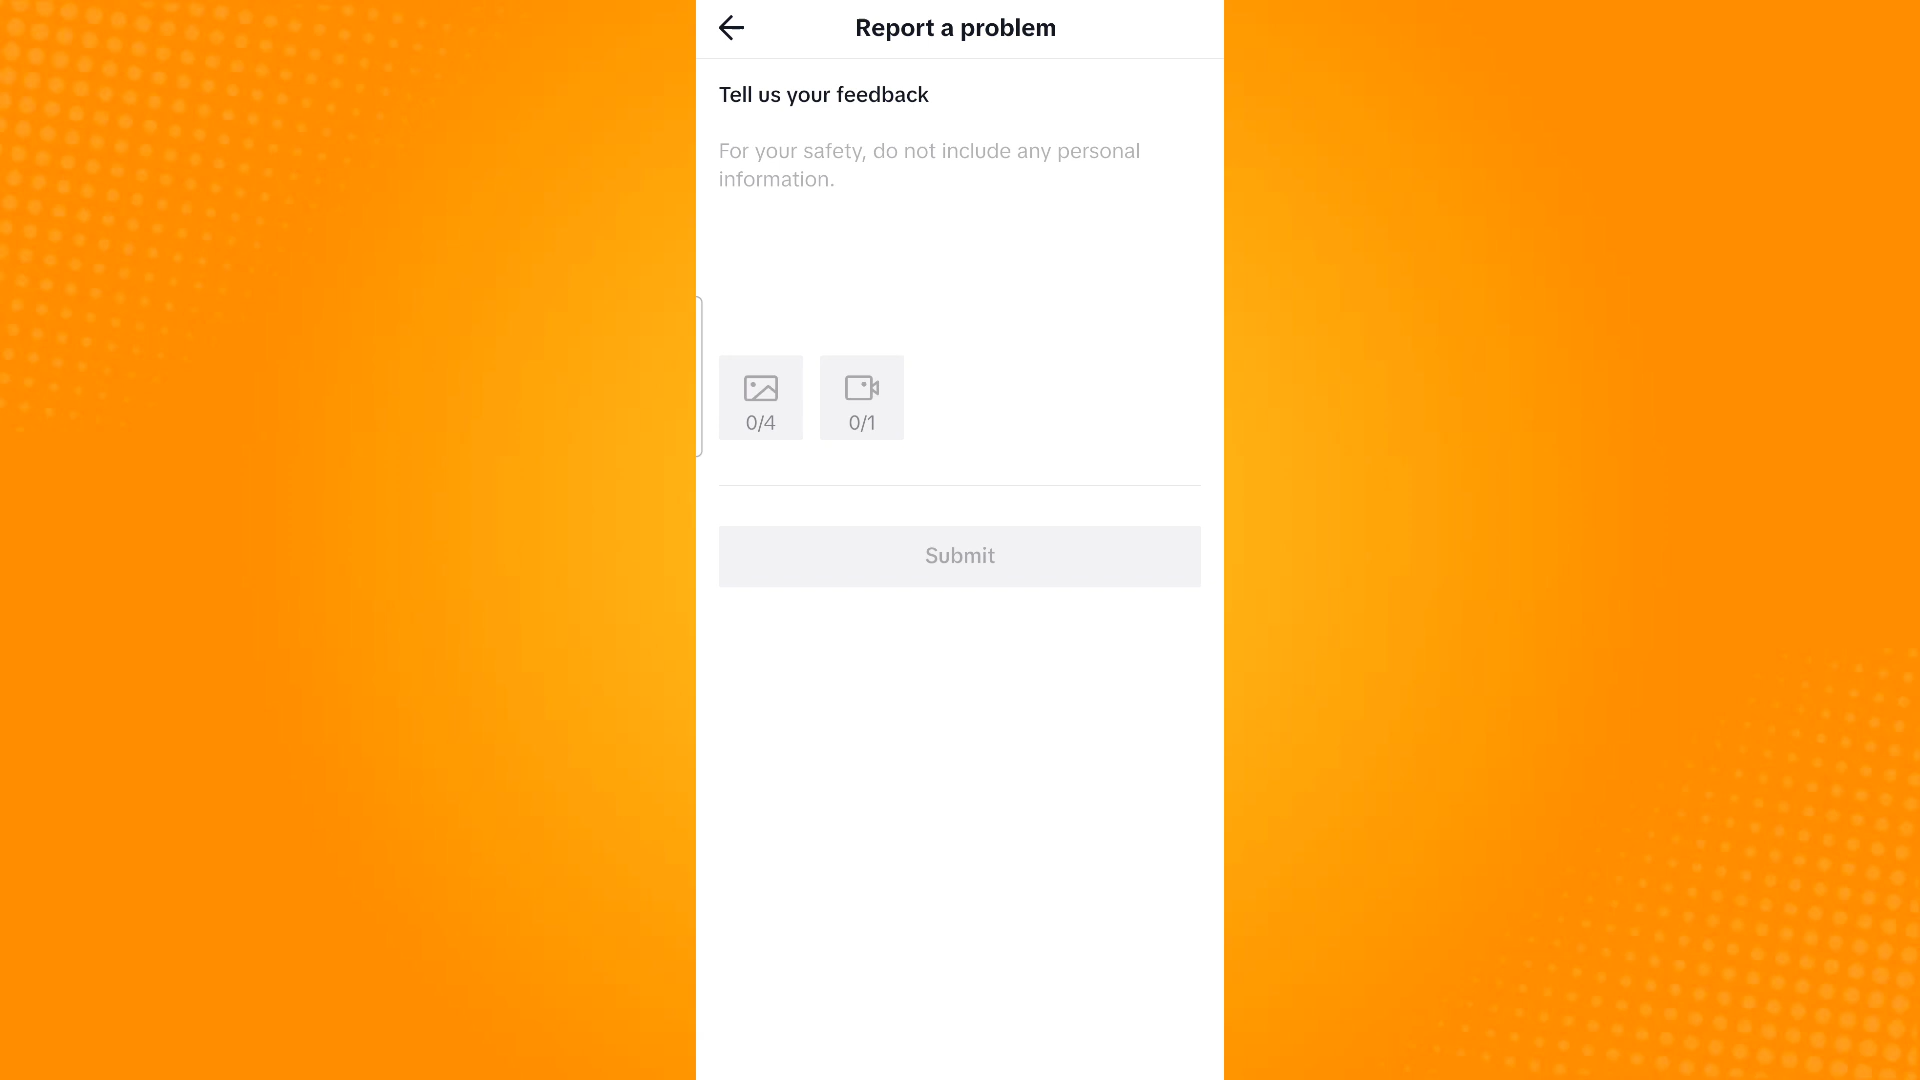 Report a problem
Tell us your feedback
For your safety, do not include any personal
information.
0/4 0/1
Submit